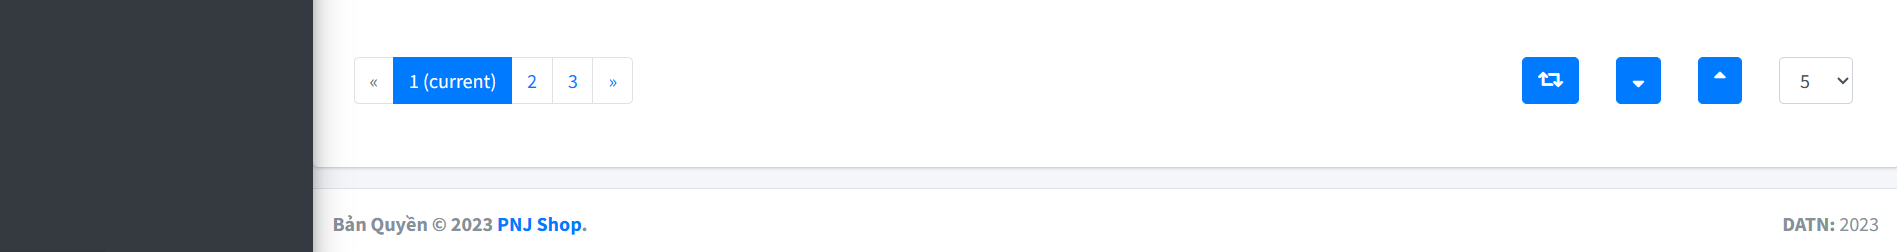 « 1 (current) 2 3 » 5
Bản Quyền © 2023 PNJ Shop. DATN: 2023